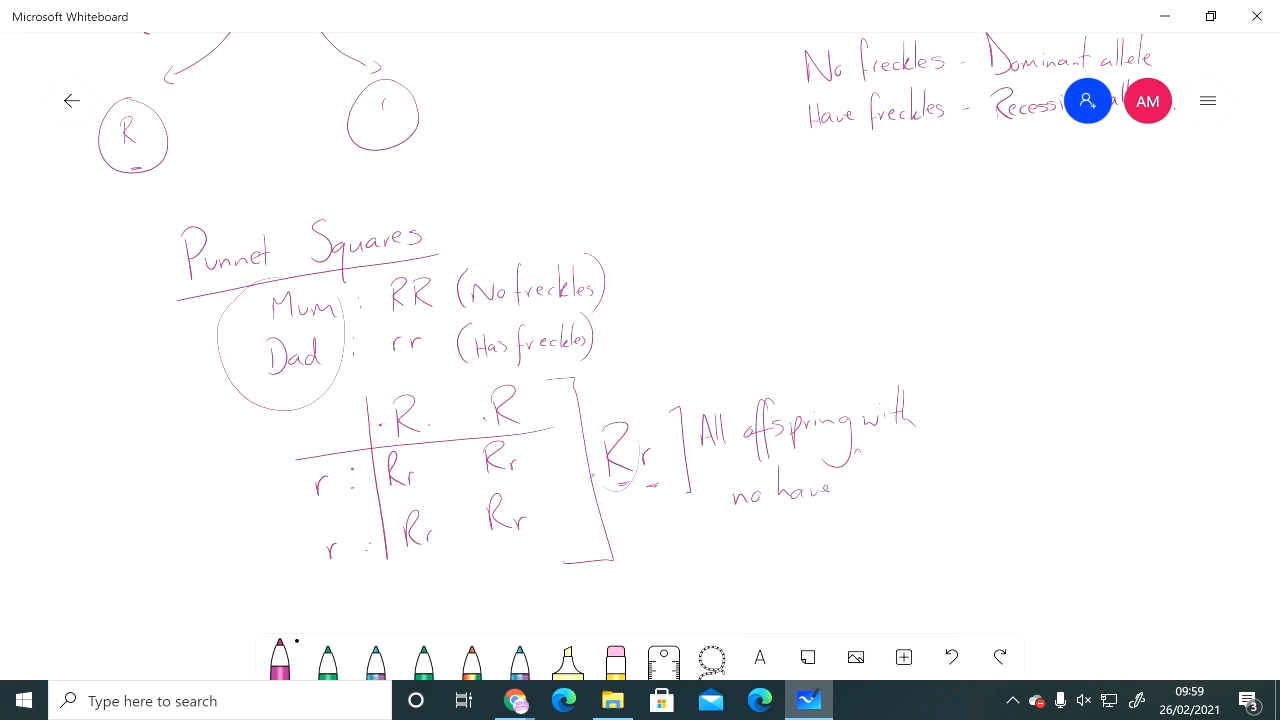 Microsoft Whiteboard
No freckles - Dominant allele
Have freckles -
AM
R
r
Punnet Squares
Mum : RR (No freckles)
Dad : rr (Has freckles)
R R
r : Rr Rr
r : Rr Rr
Rr
All offspring with
no have
A
Type here to search
09:59
26/02/2021
3